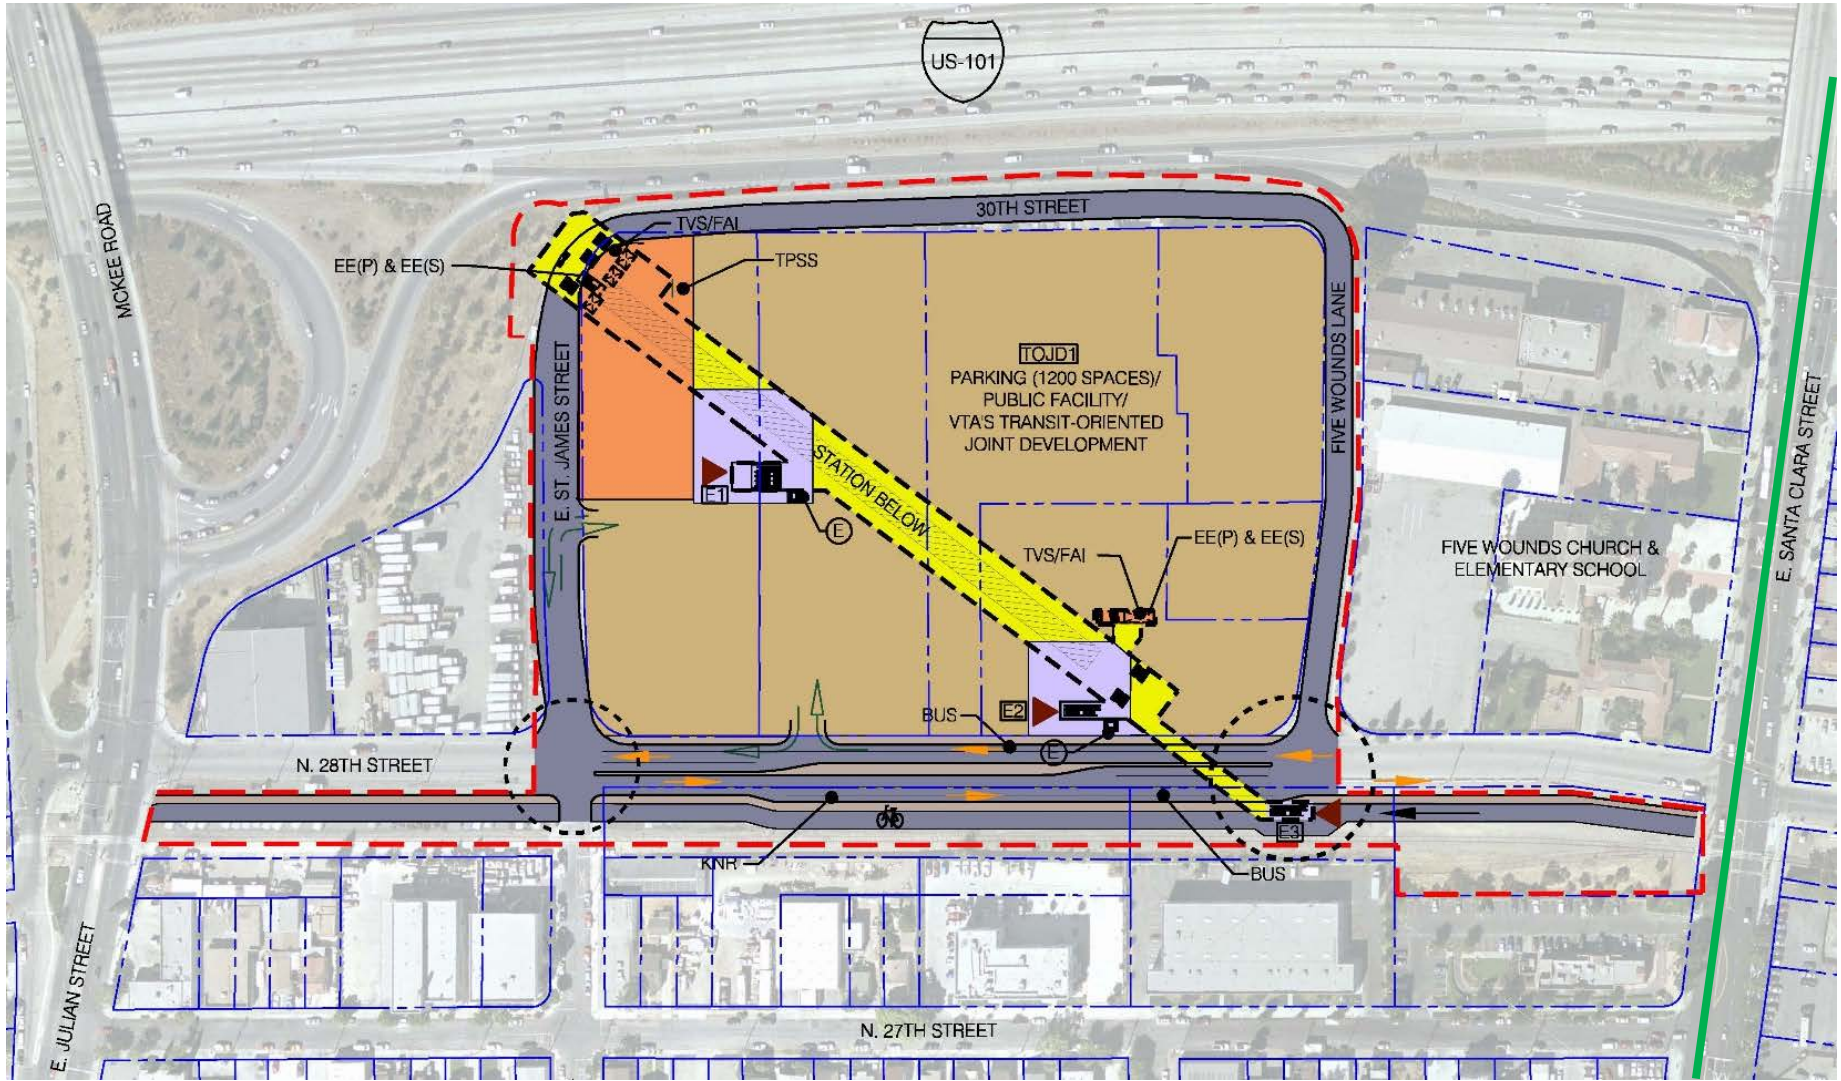 US-101
MCKEE ROAD
30TH STREET
TVS/FAI
EE(P) & EE(S)
TPSS
TOJD1
PARKING (1200 SPACES)/
PUBLIC FACILITY/
VTA'S TRANSIT-ORIENTED
JOINT DEVELOPMENT
FIVE WOUNDS LANE
E. ST. JAMES STREET
E. SANTA CLARA STREET
STATION BELOW
E1
E
TVS/FAI
EE(P) & EE(S)
FIVE WOUNDS CHURCH &
ELEMENTARY SCHOOL
E2
BUS
E
N. 28TH STREET
E3
KNR
BUS
E. JULIAN STREET
N. 27TH STREET